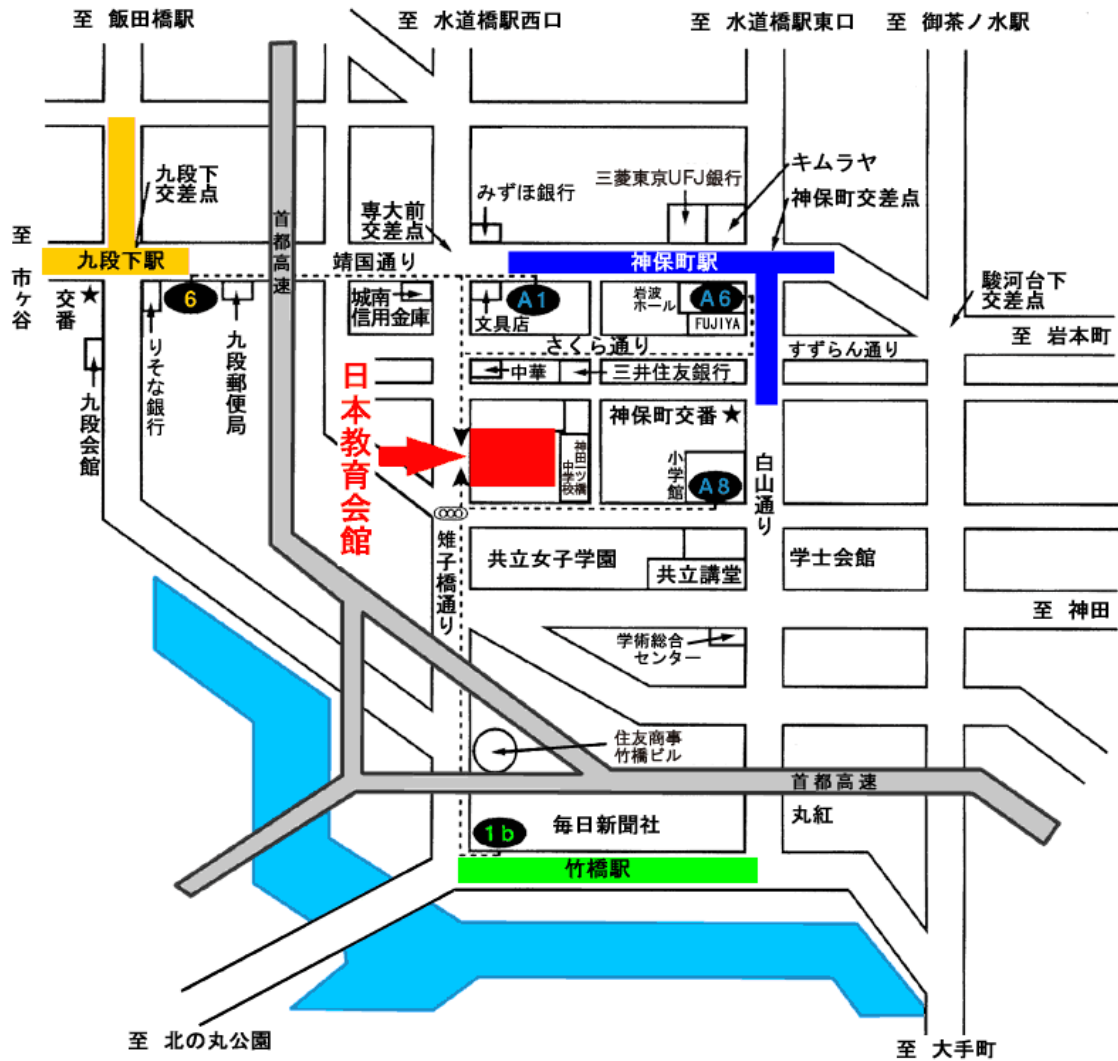 至 飯田橋駅
至 水道橋駅西口
至 水道橋駅東口
至 御茶ノ水駅
九段下
交差点
首都高速
専大前
交差点
みずほ銀行
三菱東京UFJ銀行
キムラヤ
神保町交差点
至 市ヶ谷
九段下駅
靖国通り
神保町駅
交番★
6
城南
信用金庫
文具店
A1
岩波
ホール
A6
FUJIYA
駿河台下
交差点
至 岩本町
九段会館
りそな銀行
九段郵便局
さくら通り
すずらん通り
中華
三井住友銀行
日本教育会館
神保町交番★
神田一ツ橋
中学校
小学館
A8
白山通り
雉子橋通り
共立女子学園
共立講堂
学士会館
至 神田
学術総合
センター
住友商事
竹橋ビル
首都高速
1b
毎日新聞社
丸紅
竹橋駅
至 北の丸公園
至 大手町